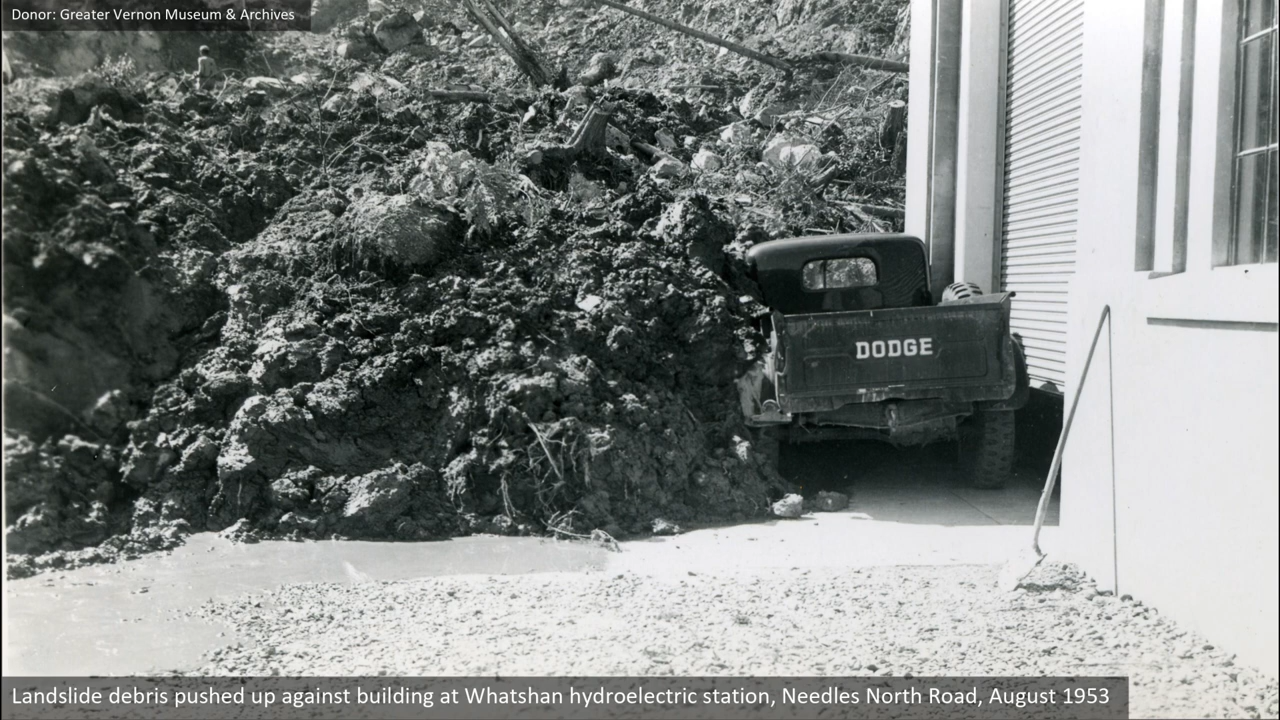 Donor: Greater Vernon Museum & Archives
DODGE
Landslide debris pushed up against building at Whatshan hydroelectric station, Needles North Road, August 1953